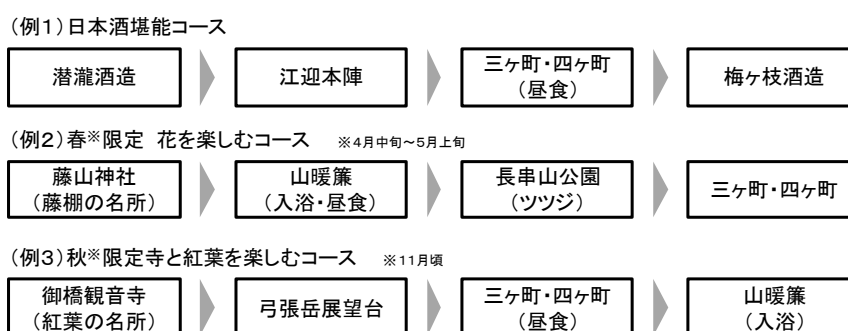 （例１）日本酒堪能コース
潜瀧酒造
江迎本陣
三ヶ町・四ヶ町
（昼食）
梅ヶ枝酒造
（例２）春※限定 花を楽しむコース ※4月中旬～5月上旬
藤山神社
（藤棚の名所）
山暖簾
（入浴・昼食）
長串山公園
（ツツジ）
三ヶ町・四ヶ町
（例３）秋※限定寺と紅葉を楽しむコース ※11月頃
御橋観音寺
（紅葉の名所）
弓張岳展望台
三ヶ町・四ヶ町
（昼食）
山暖簾
（入浴）